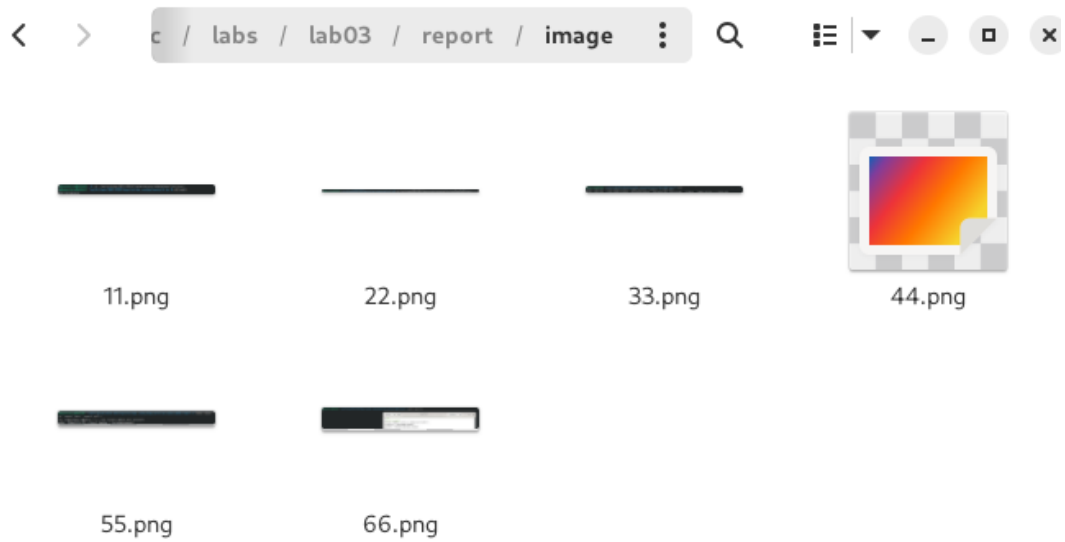 c / labs / lab03 / report / image
11.png
22.png
33.png
44.png
55.png
66.png